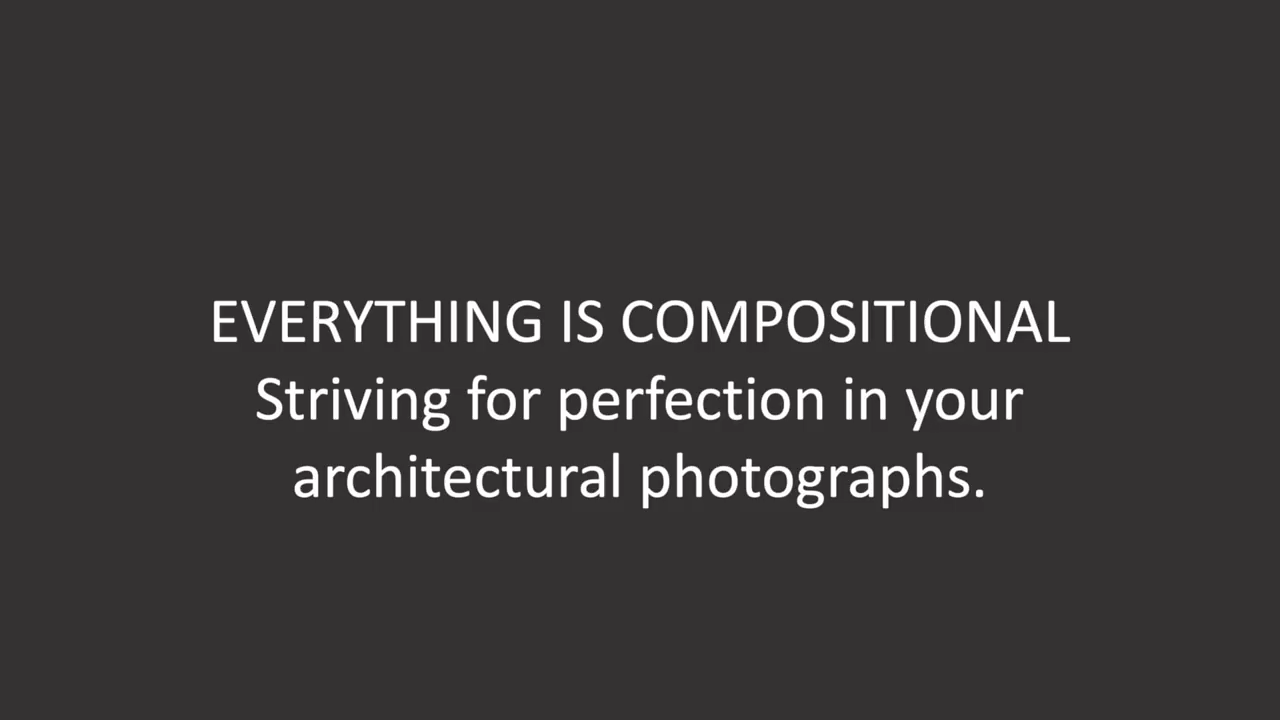 EVERYTHING IS COMPOSITIONAL
Striving for perfection in your
architectural photographs.